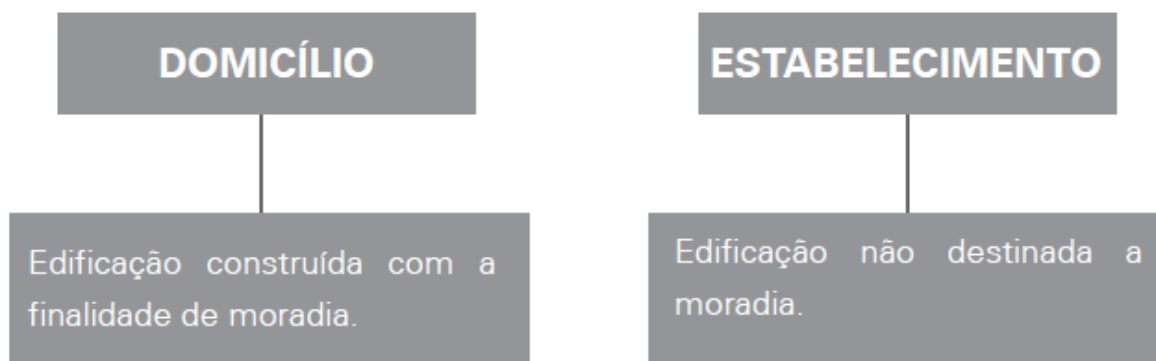 DOMICÍLIO
Edificação construída com a
finalidade de moradia.
ESTABELECIMENTO
Edificação não destinada a
moradia.